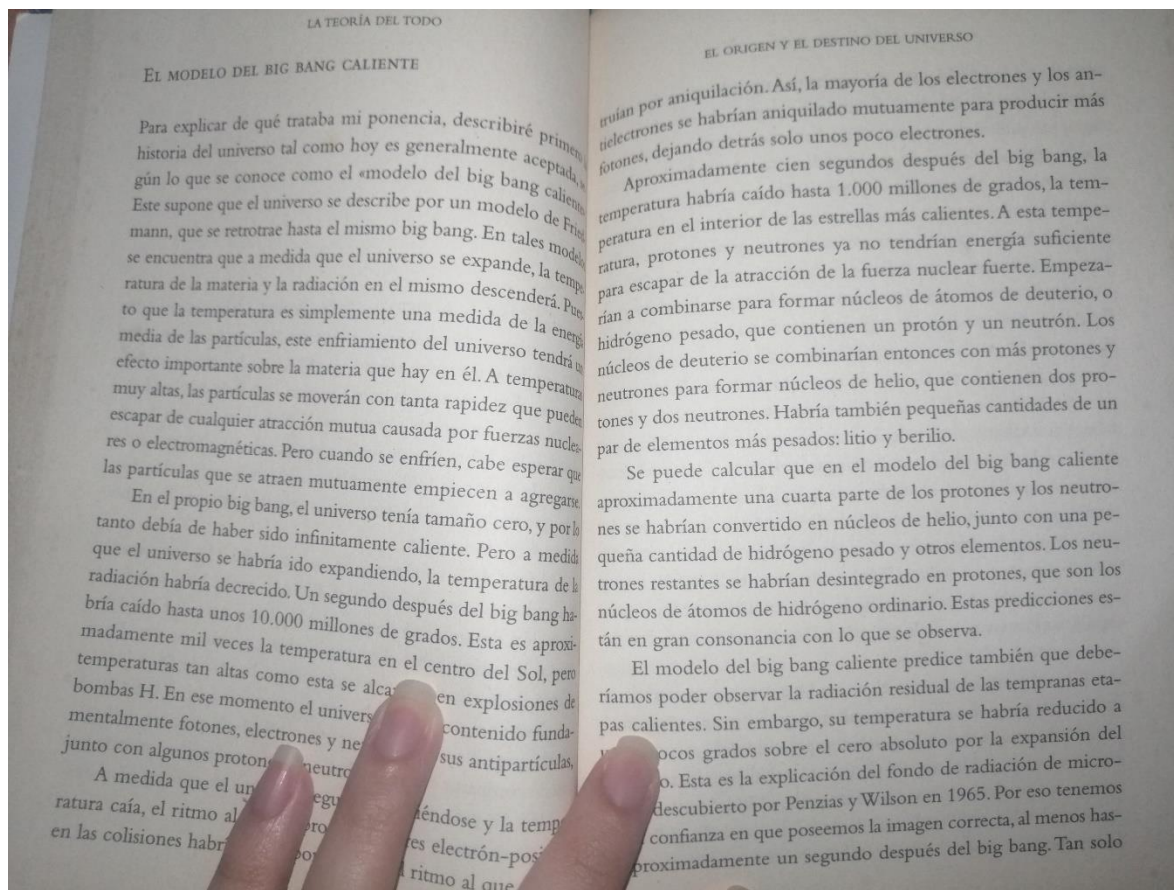 LA TEORÍA DEL TODO
EL MODELO DEL BIG BANG CALIENTE
Para explicar de qué trataba mi ponencia, describiré primero
historia del universo tal como hoy es generalmente aceptada,
gún lo que se conoce como el «modelo del big bang caliente
Este supone que el universo se describe por un modelo de Fried
mann, que se retrotrae hasta el mismo big bang. En tales modelo
se encuentra que a medida que el universo se expande, la tempe
ratura de la materia y la radiación en el mismo descenderá. Pues
to que la temperatura es simplemente una medida de la energía
media de las partículas, este enfriamiento del universo tendrá un
efecto importante sobre la materia que hay en él. A temperatura
muy altas, las partículas se moverán con tanta rapidez que pueden
escapar de cualquier atracción mutua causada por fuerzas nuclea-
res o electromagnéticas. Pero cuando se enfríen, cabe esperar que
las partículas que se atraen mutuamente empiecen a agregarse
En el propio big bang, el universo tenía tamaño cero, y por lo
tanto debía de haber sido infinitamente caliente. Pero a medida
que el universo se habría ido expandiendo, la temperatura de la
radiación habría decrecido. Un segundo después del big bang ha-
bría caído hasta unos 10.000 millones de grados. Esta es aproxi-
madamente mil veces la temperatura en el centro del Sol, pero
temperaturas tan altas como esta se alca en explosiones de
bombas H. En ese momento el univers contenido funda-
mentalmente fotones, electrones y ne sus antipartículas,
junto con algunos proton neutro
A medida que el un segu iéndose y la temp
ratura caía, el ritmo al pro res electrón-pos
en las colisiones habr po l ritmo al que
EL ORIGEN Y EL DESTINO DEL UNIVERSO
truían por aniquilación. Así, la mayoría de los electrones y los an-
tielectrones se habrían aniquilado mutuamente para producir más
fotones, dejando detrás solo unos poco electrones.
Aproximadamente cien segundos después del big bang, la
temperatura habría caído hasta 1.000 millones de grados, la tem-
peratura en el interior de las estrellas más calientes. A esta tempe-
ratura, protones y neutrones ya no tendrían energía suficiente
para escapar de la atracción de la fuerza nuclear fuerte. Empeza-
rían a combinarse para formar núcleos de átomos de deuterio, o
hidrógeno pesado, que contienen un protón y un neutrón. Los
núcleos de deuterio se combinarían entonces con más protones y
neutrones para formar núcleos de helio, que contienen dos pro-
tones y dos neutrones. Habría también pequeñas cantidades de un
par de elementos más pesados: litio y berilio.
Se puede calcular que en el modelo del big bang caliente
aproximadamente una cuarta parte de los protones y los neutro-
nes se habrían convertido en núcleos de helio, junto con una pe-
queña cantidad de hidrógeno pesado y otros elementos. Los neu-
trones restantes se habrían desintegrado en protones, que son los
núcleos de átomos de hidrógeno ordinario. Estas predicciones es-
tán en gran consonancia con lo que se observa.
El modelo del big bang caliente predice también que debe-
ríamos poder observar la radiación residual de las tempranas eta-
pas calientes. Sin embargo, su temperatura se habría reducido a
ocos grados sobre el cero absoluto por la expansión del
o. Esta es la explicación del fondo de radiación de micro-
descubierto por Penzias y Wilson en 1965. Por eso tenemos
confianza en que poseemos la imagen correcta, al menos has-
proximadamente un segundo después del big bang. Tan solo